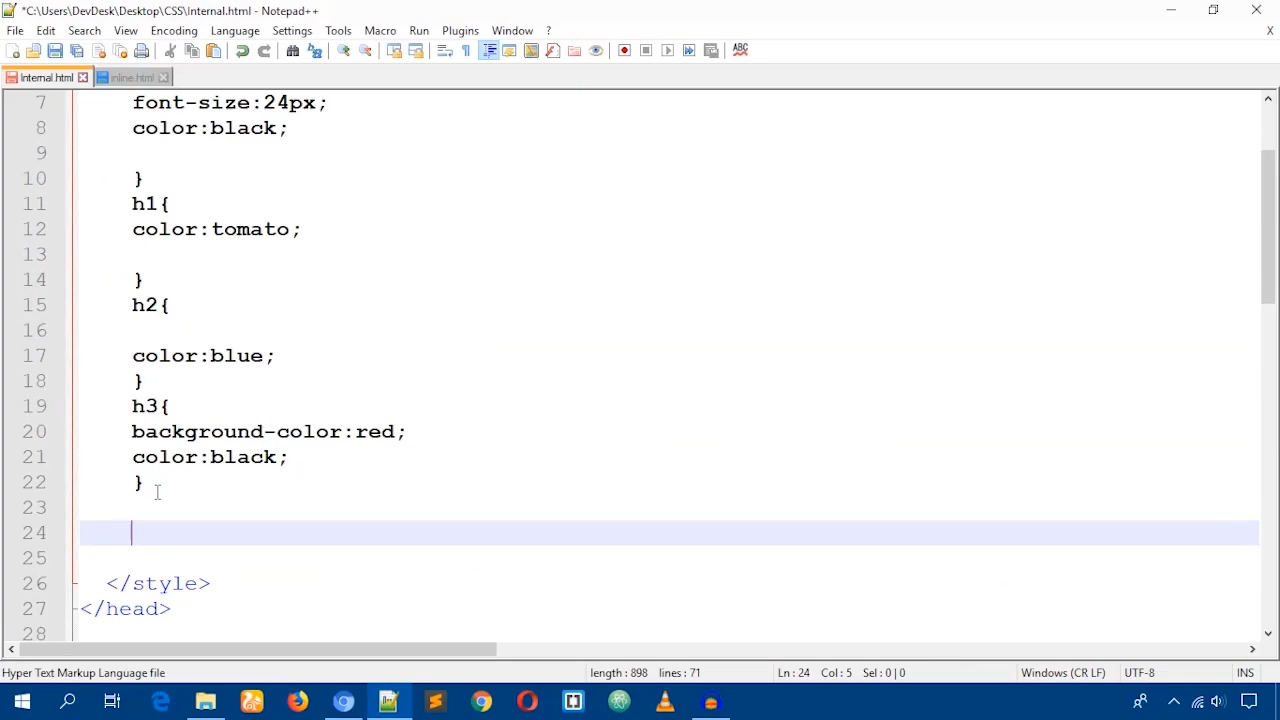 *C:\Users\DevDesk\Desktop\CSS\Internal.html - Notepad++
File Edit Search View Encoding Language Settings Tools Macro Run Plugins Window ? X
Internal.html inline.html
7 font-size:24px;
8 color:black;
9
10 }
11 h1{
12 color:tomato;
13
14 }
15 h2{
16
17 color:blue;
18 }
19 h3{
20 background-color:red;
21 color:black;
22 }
23
24
25
26 </style>
27 </head>
28
Hyper Text Markup Language file length : 898 lines : 71 Ln : 24 Col : 5 Sel : 0 | 0 Windows (CR LF) UTF-8 INS